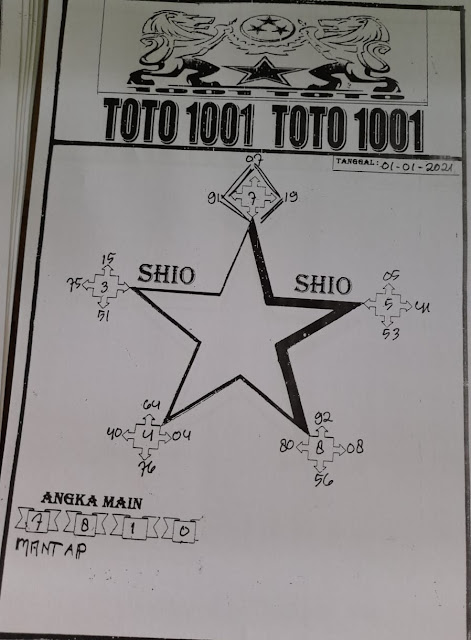 1001 TOTO
TOTO 1001 TOTO 1001
TANGGAL: 01-01-2021
07
91 7 19
SHIO SHIO
15
75 3
51
05
5 41
53
64
40 4 04
76
92
80 8 08
56
ANGKA MAIN
7 8 1 0
MANTAP